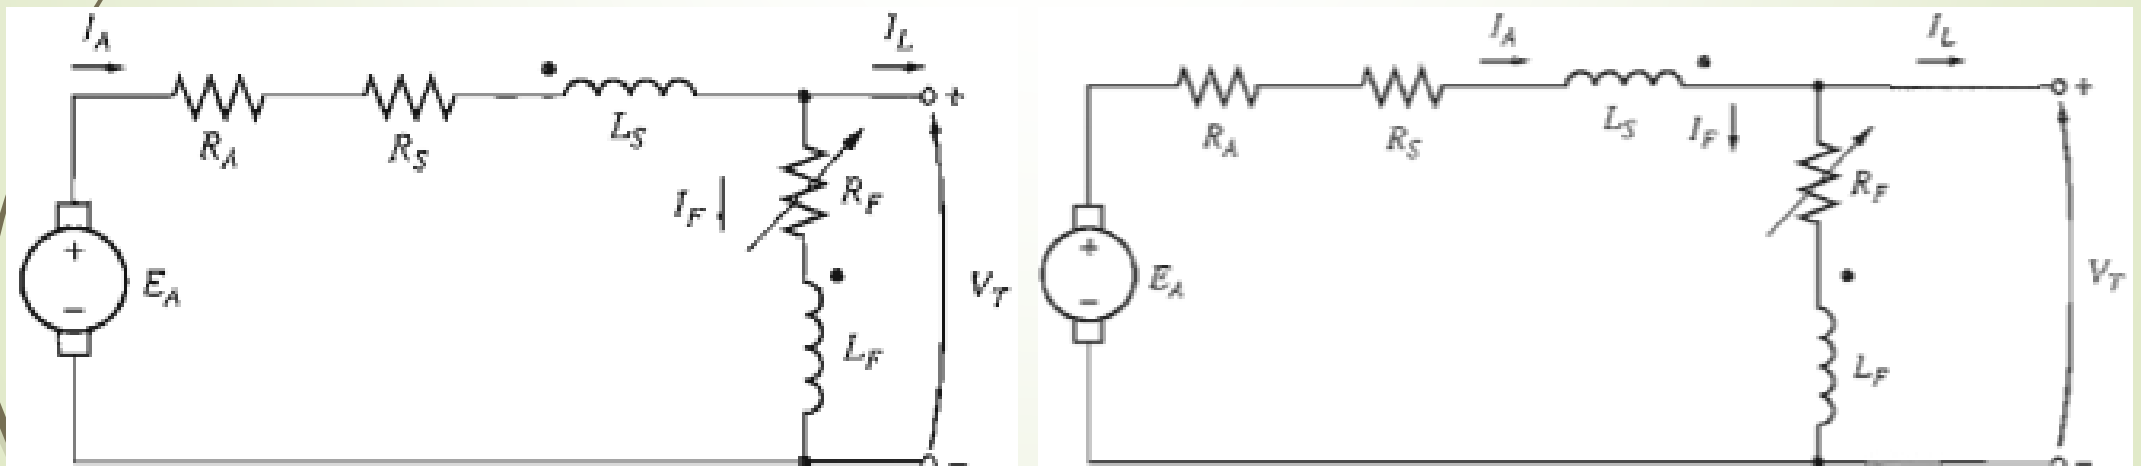 I_A
I_L
R_A
R_S
L_S
I_F
R_F
+
+
−
E_A
V_T
L_F
−
I_A
I_L
R_A
R_S
L_S
I_F
R_F
+
+
−
E_A
V_T
L_F
−